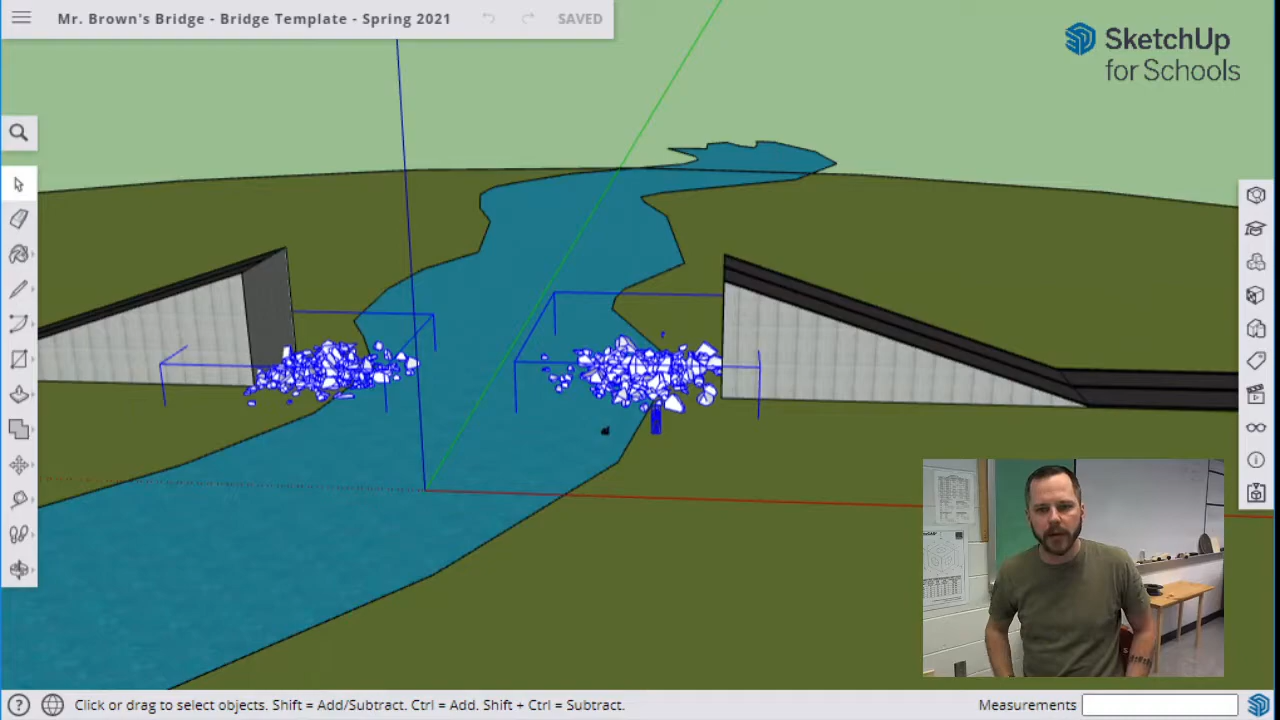 Mr. Brown's Bridge - Bridge Template - Spring 2021
SAVED
SketchUp
for Schools
Click or drag to select objects. Shift = Add/Subtract. Ctrl = Add. Shift + Ctrl = Subtract.
Measurements